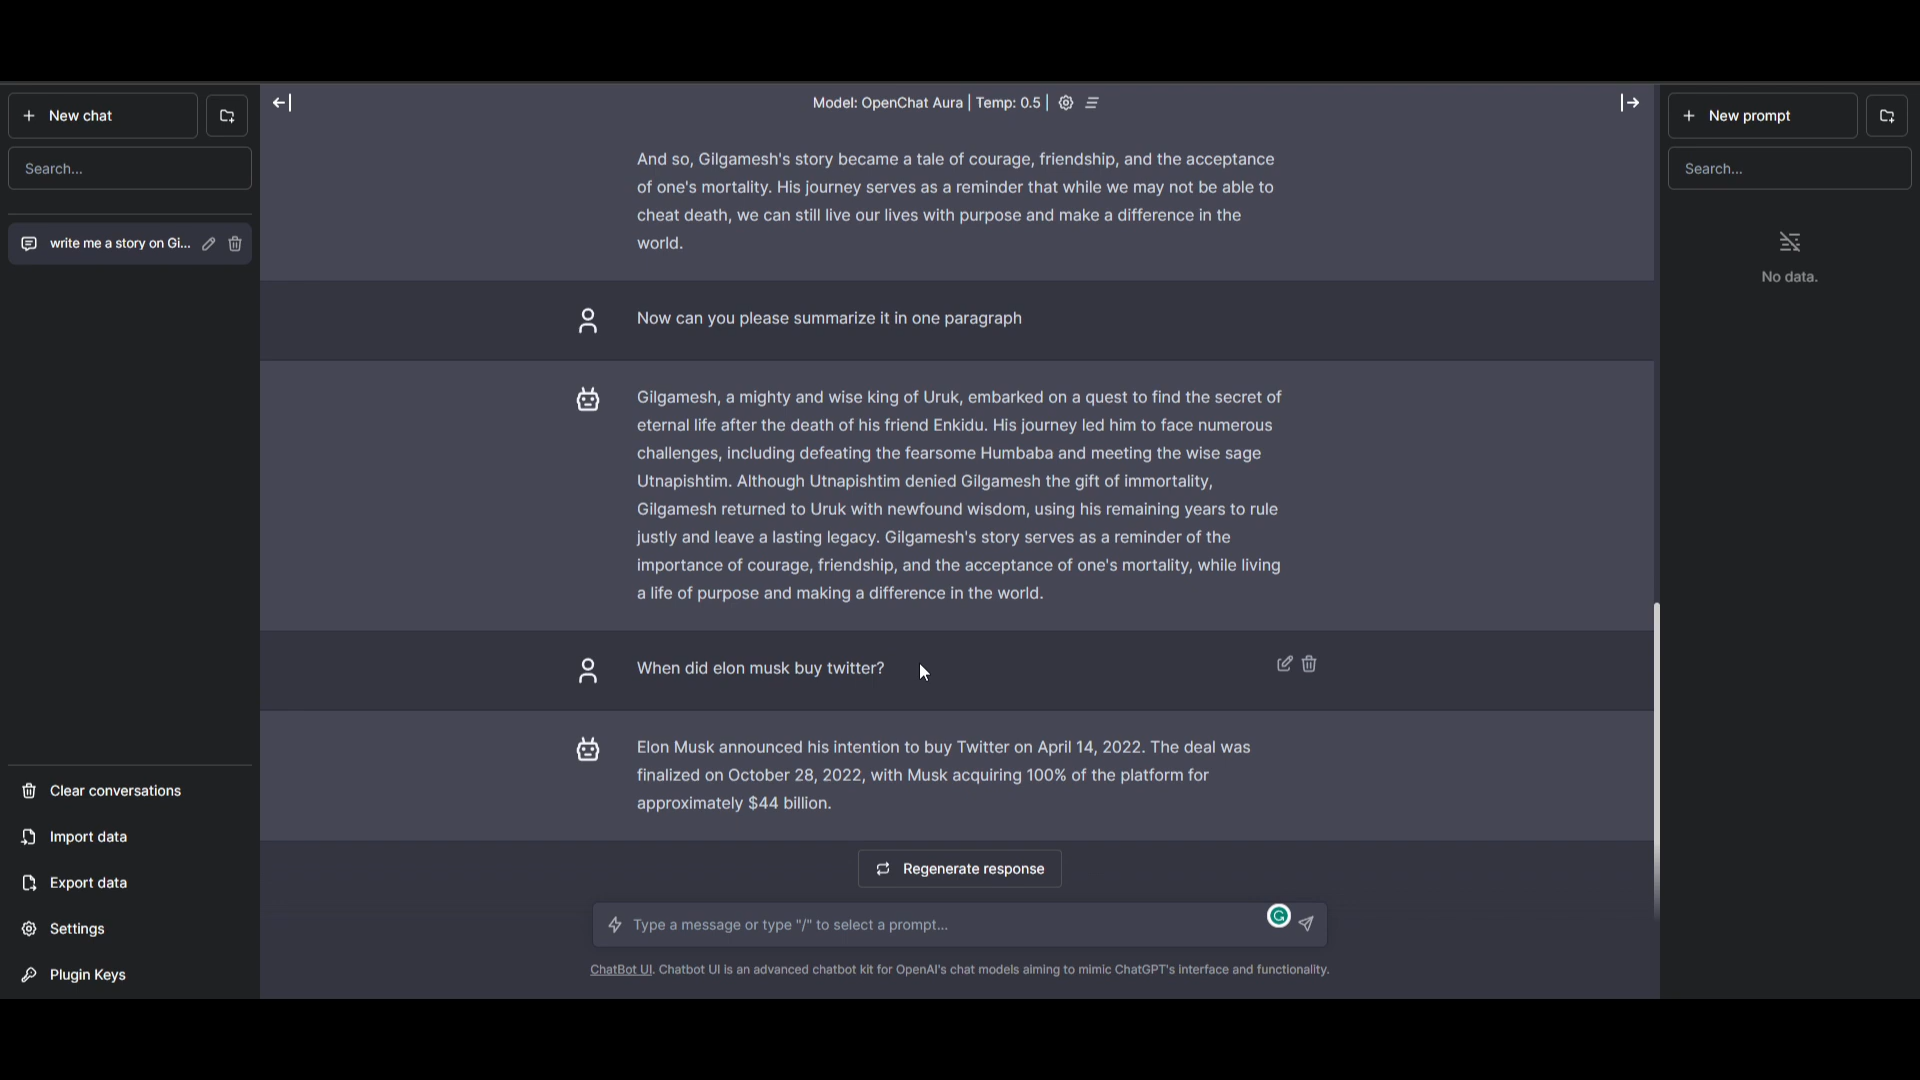 New chat
Search...
write me a story on Gi...
Clear conversations
Import data
Export data
Settings
Plugin Keys
Model: OpenChat Aura | Temp: 0.5 |
And so, Gilgamesh's story became a tale of courage, friendship, and the acceptance
of one's mortality. His journey serves as a reminder that while we may not be able to
cheat death, we can still live our lives with purpose and make a difference in the
world.
Now can you please summarize it in one paragraph
Gilgamesh, a mighty and wise king of Uruk, embarked on a quest to find the secret of
eternal life after the death of his friend Enkidu. His journey led him to face numerous
challenges, including defeating the fearsome Humbaba and meeting the wise sage
Utnapishtim. Although Utnapishtim denied Gilgamesh the gift of immortality,
Gilgamesh returned to Uruk with newfound wisdom, using his remaining years to rule
justly and leave a lasting legacy. Gilgamesh's story serves as a reminder of the
importance of courage, friendship, and the acceptance of one's mortality, while living
a life of purpose and making a difference in the world.
When did elon musk buy twitter?
Elon Musk announced his intention to buy Twitter on April 14, 2022. The deal was
finalized on October 28, 2022, with Musk acquiring 100% of the platform for
approximately $44 billion.
Regenerate response
Type a message or type "/" to select a prompt...
ChatBot UI. Chatbot UI is an advanced chatbot kit for OpenAI's chat models aiming to mimic ChatGPT's interface and functionality.
New prompt
Search...
No data.